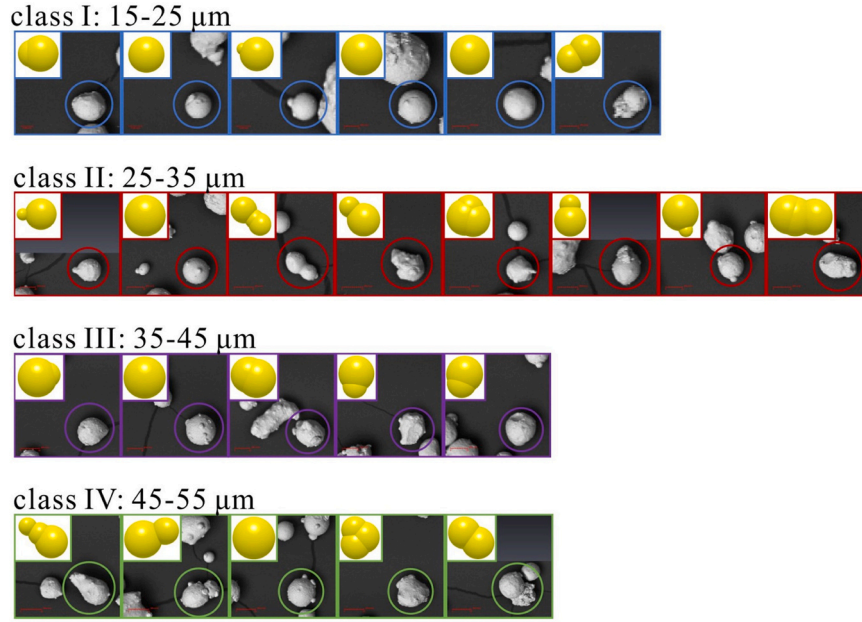 class I: 15-25 μm
class II: 25-35 μm
class III: 35-45 μm
class IV: 45-55 μm